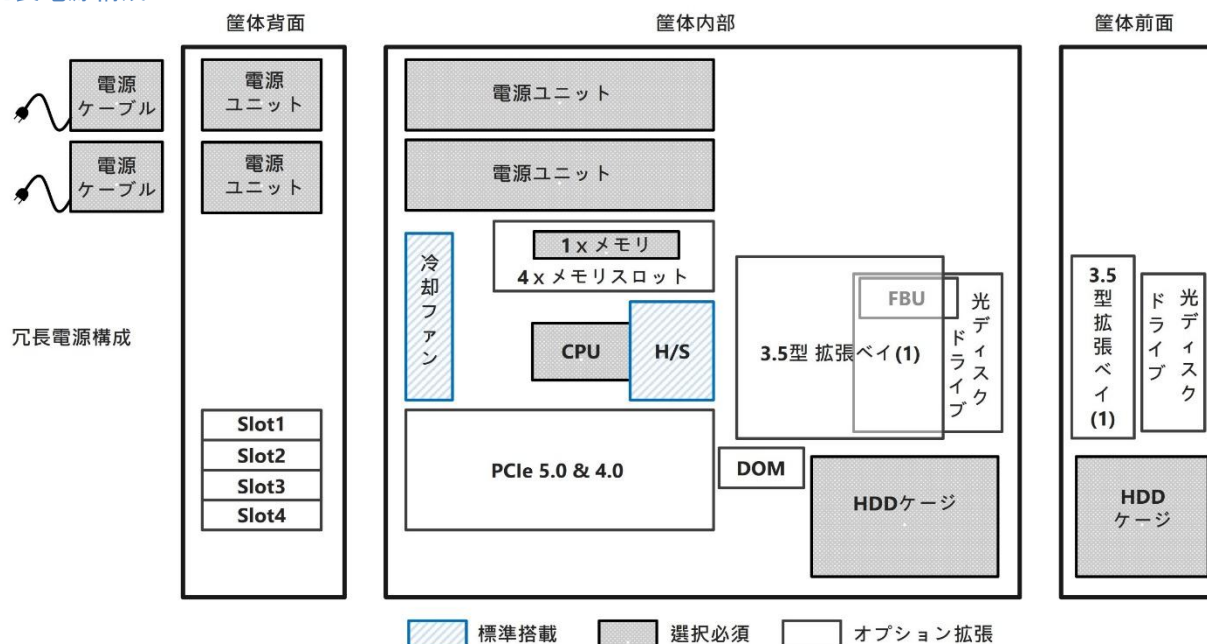 筐体背面
筐体内部
筐体前面
電源
ケーブル
電源
ユニット
電源ユニット
電源
ケーブル
電源
ユニット
電源ユニット
1x メモリ
4x メモリスロット
冷却ファン
CPU
H/S
冗長電源構成
FBU
3.5型 拡張ベイ(1)
光ディスク
ドライブ
3.5
型
拡
張
ベ
イ
(1)
光ディスク
ドライブ
Slot1
Slot2
Slot3
Slot4
PCIe 5.0 & 4.0
DOM
HDDケージ
HDD
ケージ
標準搭載
選択必須
オプション拡張